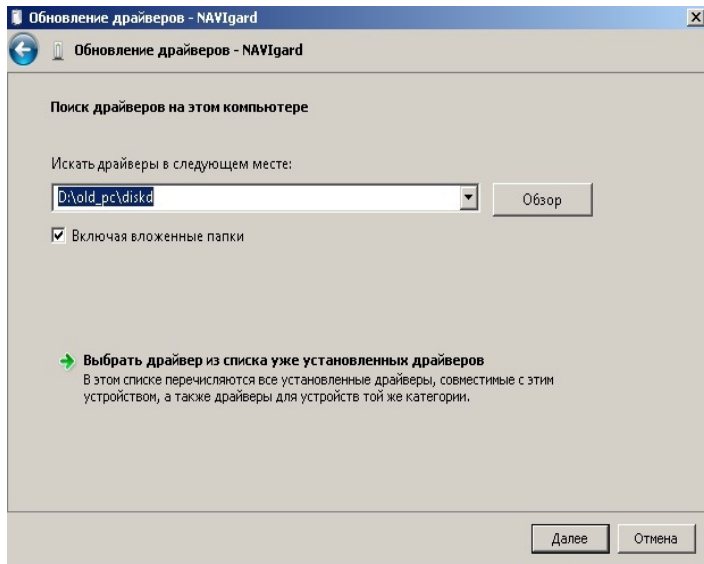 Обновление драйверов - NAVIgard
Обновление драйверов - NAVIgard
Поиск драйверов на этом компьютере
Искать драйверы в следующем месте:
D:\old_pc\diskd
Обзор
Включая вложенные папки
Выбрать драйвер из списка уже установленных драйверов
В этом списке перечисляются все установленные драйверы, совместимые с этим
устройством, а также драйверы для устройств той же категории.
Далее
Отмена